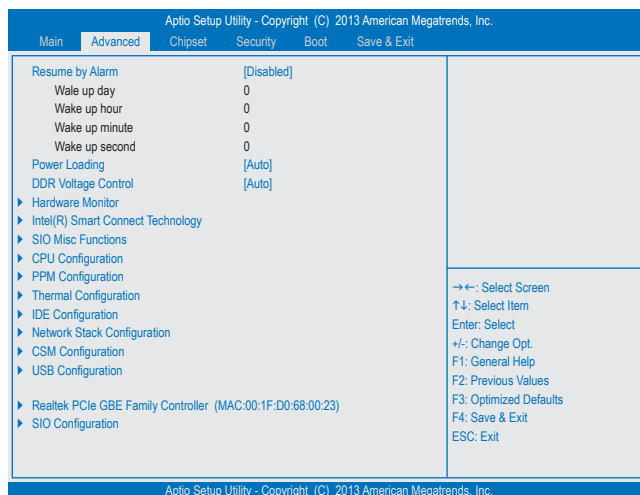 Aptio Setup Utility - Copyright (C) 2013 American Megatrends, Inc.
Main Advanced Chipset Security Boot Save & Exit
Resume by Alarm [Disabled]
Wale up day 0
Wake up hour 0
Wake up minute 0
Wake up second 0
Power Loading [Auto]
DDR Voltage Control [Auto]
Hardware Monitor
Intel(R) Smart Connect Technology
SIO Misc Functions
CPU Configuration
PPM Configuration
Thermal Configuration
IDE Configuration
Network Stack Configuration
CSM Configuration
USB Configuration
Realtek PCIe GBE Family Controller (MAC:00:1F:D0:68:00:23)
SIO Configuration
→←: Select Screen
↑↓: Select Item
Enter: Select
+/-: Change Opt.
F1: General Help
F2: Previous Values
F3: Optimized Defaults
F4: Save & Exit
ESC: Exit
Aptio Setup Utility - Copyright (C) 2013 American Megatrends, Inc.